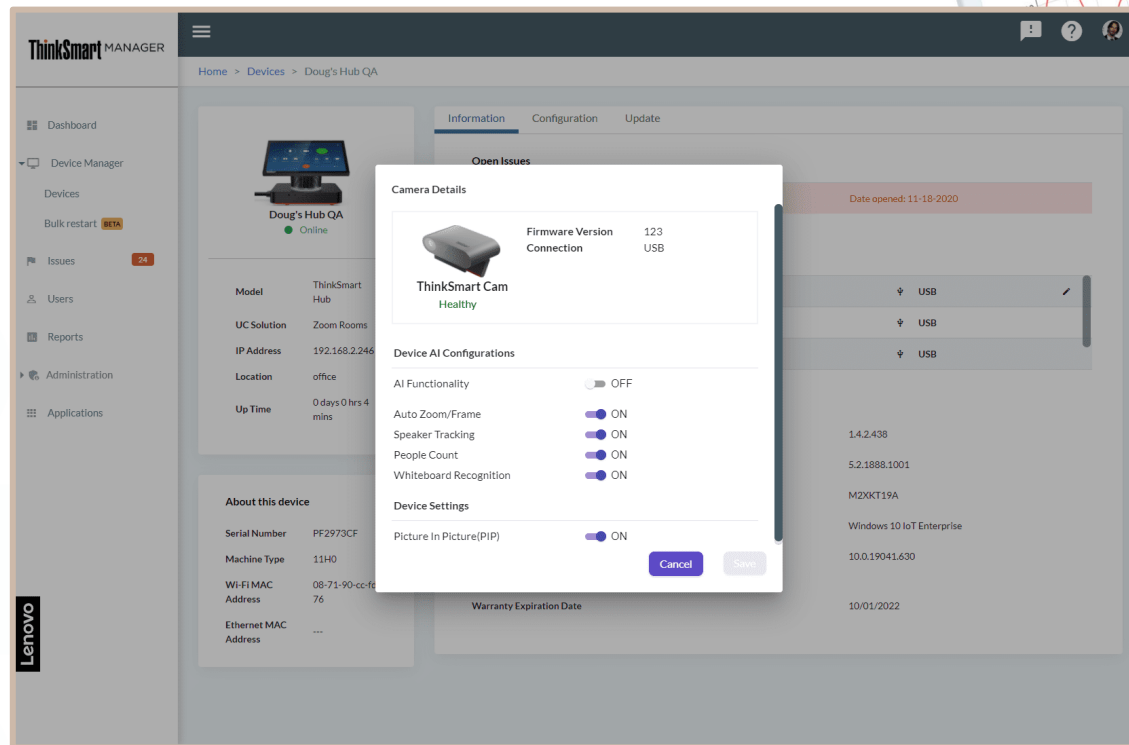 ThinkSmart MANAGER
Home > Devices > Doug's Hub QA
Dashboard
Device Manager
Devices
Bulk restart BETA
Issues 24
Users
Reports
Administration
Applications
Lenovo
Doug's Hub QA
Online
Model ThinkSmart Hub
UC Solution Zoom Rooms
IP Address 192.168.2.246
Location office
Up Time 0 days 0 hrs 4 mins
About this device
Serial Number PF2973CF
Machine Type 11H0
Wi-Fi MAC Address 08-71-90-cc-fd 76
Ethernet MAC Address ---
Information Configuration Update
Open Issues
Date opened: 11-18-2020
USB
USB
USB
1.4.2.438
5.2.1888.1001
M2XKT19A
Windows 10 IoT Enterprise
10.0.19041.630
Warranty Expiration Date 10/01/2022
Camera Details
ThinkSmart Cam
Healthy
Firmware Version 123
Connection USB
Device AI Configurations
AI Functionality OFF
Auto Zoom/Frame ON
Speaker Tracking ON
People Count ON
Whiteboard Recognition ON
Device Settings
Picture In Picture(PIP) ON
Cancel Save